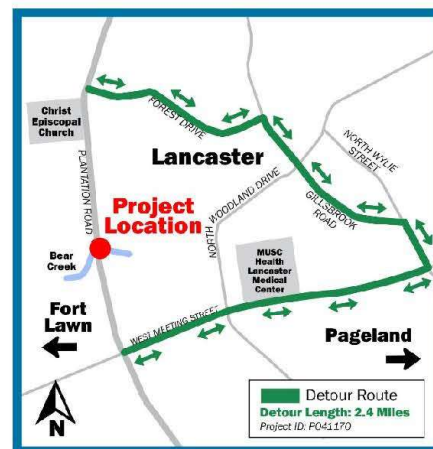 Christ
Episcopal
Church
FOREST DRIVE
PLANTATION ROAD
Lancaster
NORTH WYLIE
STREET
NORTH WOODLAND DRIVE
GILLSBROOK
ROAD
Project
Location
Bear
Creek
MUSC
Health
Lancaster
Medical
Center
Fort
Lawn
WEST MEETING STREET
Pageland
N
Detour Route
Detour Length: 2.4 Miles
Project ID: P041170